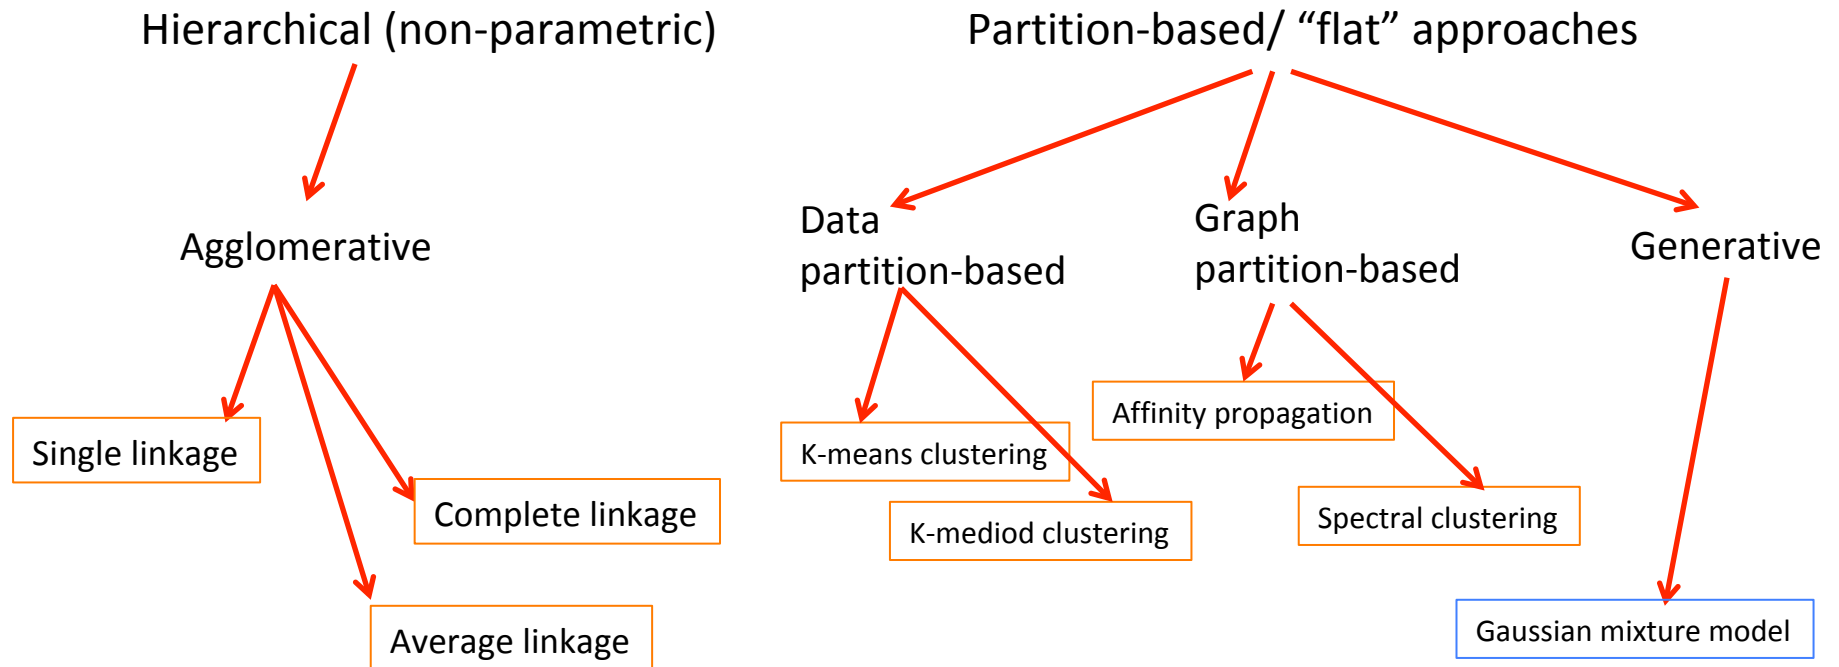 Hierarchical (non-parametric)
Partition-based/ “flat” approaches
Agglomerative
Data
partition-based
Graph
partition-based
Generative
Single linkage
Complete linkage
Average linkage
K-means clustering
K-mediod clustering
Affinity propagation
Spectral clustering
Gaussian mixture model